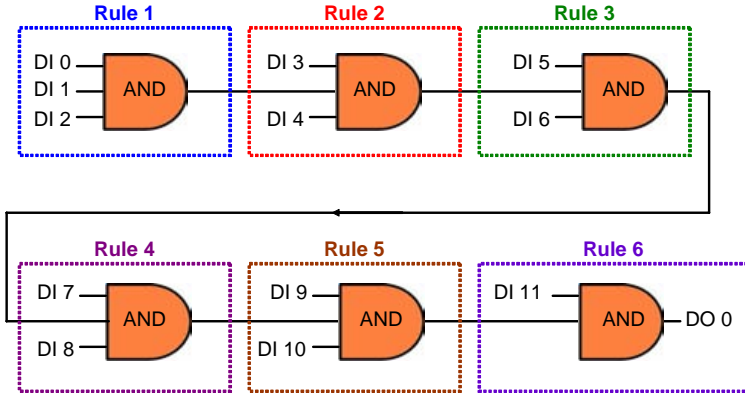 Rule 1
Rule 2
Rule 3
DI 0
DI 1
DI 2
AND
DI 3
DI 4
AND
DI 5
DI 6
AND
Rule 4
Rule 5
Rule 6
DI 7
DI 8
AND
DI 9
DI 10
AND
DI 11
AND
DO 0